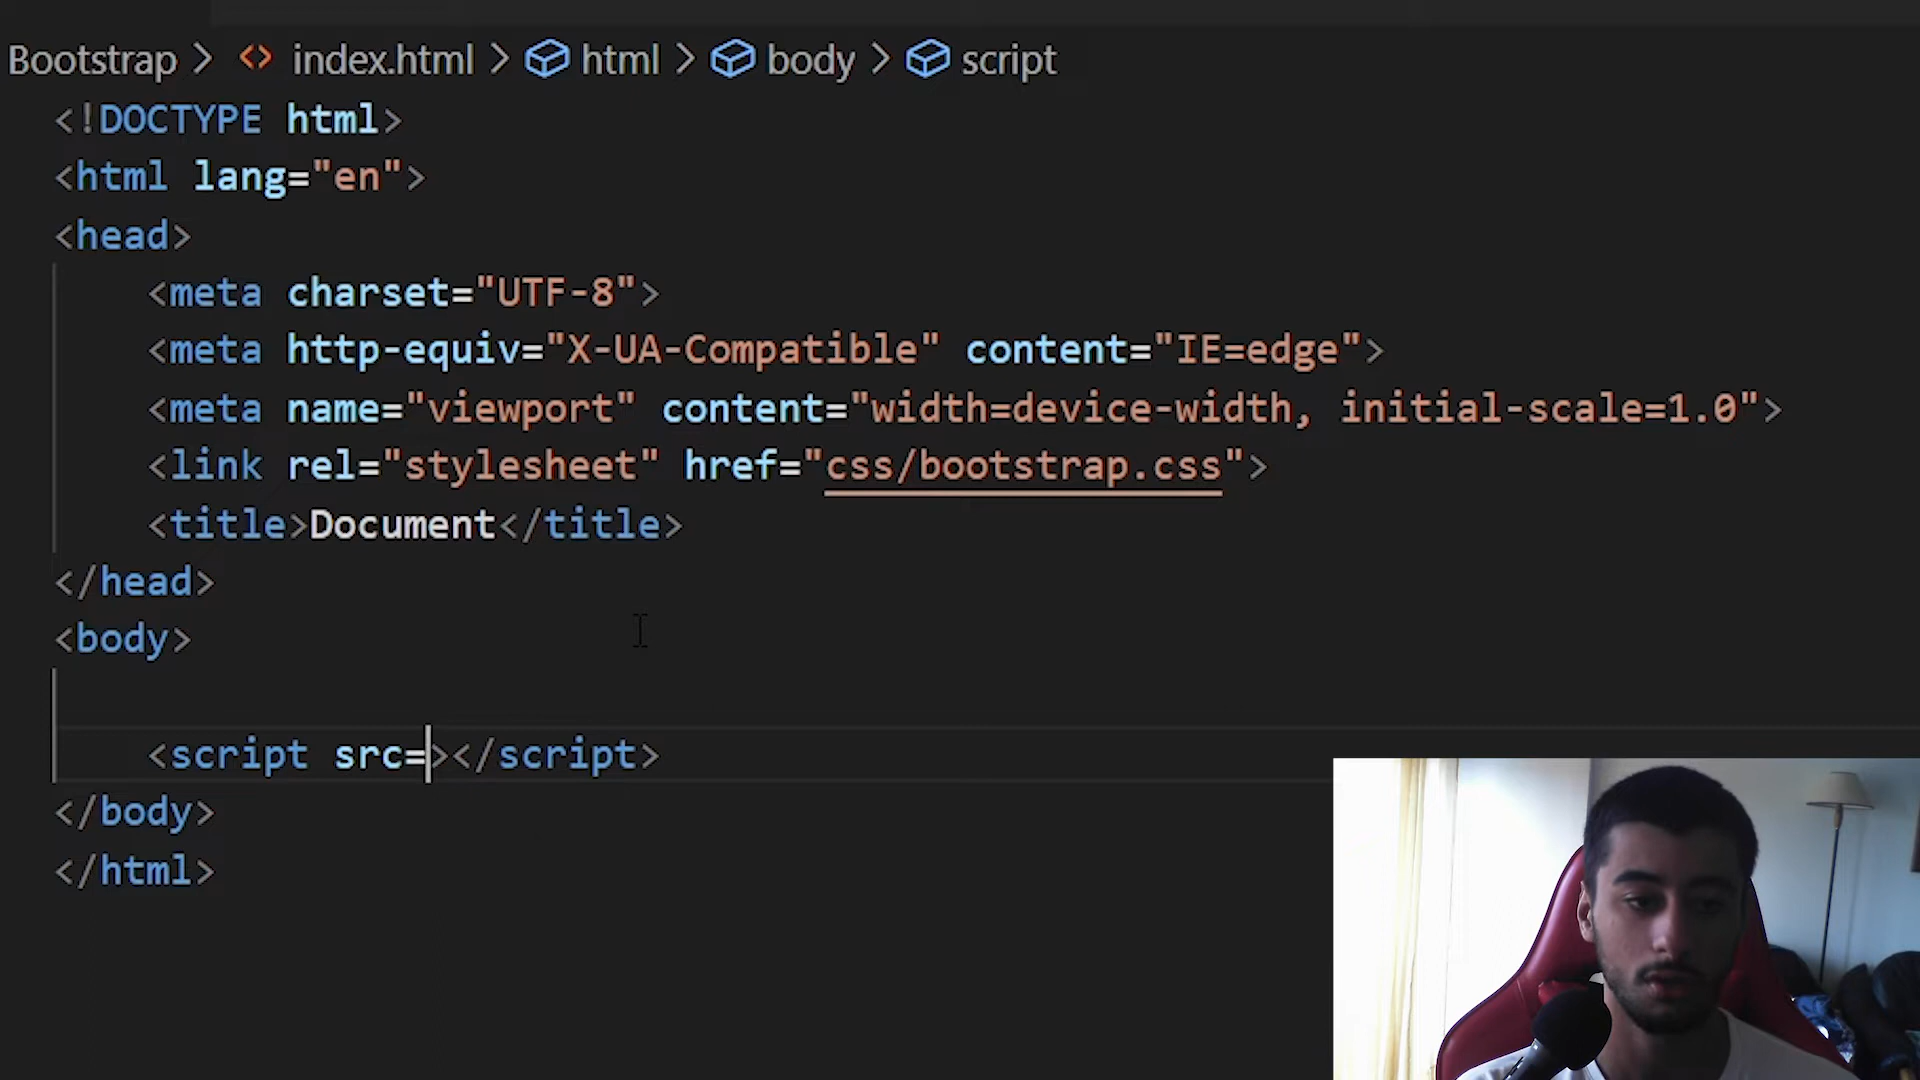 Bootstrap > <> index.html > html > body > script
<!DOCTYPE html>
<html lang="en">
<head>
    <meta charset="UTF-8">
    <meta http-equiv="X-UA-Compatible" content="IE=edge">
    <meta name="viewport" content="width=device-width, initial-scale=1.0">
    <link rel="stylesheet" href="css/bootstrap.css">
    <title>Document</title>
</head>
<body>
    <script src=></script>
</body>
</html>